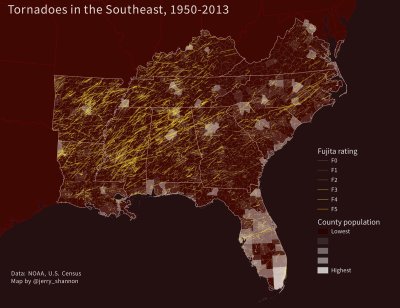 Tornadoes in the Southeast, 1950-2013
Fujita rating
F0
F1
F2
F3
F4
F5
County population
Lowest
Highest
Data: NOAA, U.S. Census
Map by @jerry_shannon